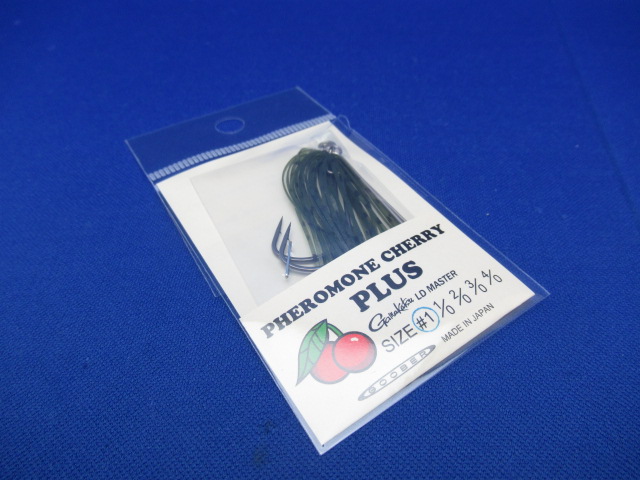 PHEROMONE CHERRY
PLUS
Gamakatsu LD MASTER
SIZE #1 1/0 2/0 3/0 4/0
GOOBER MADE IN JAPAN